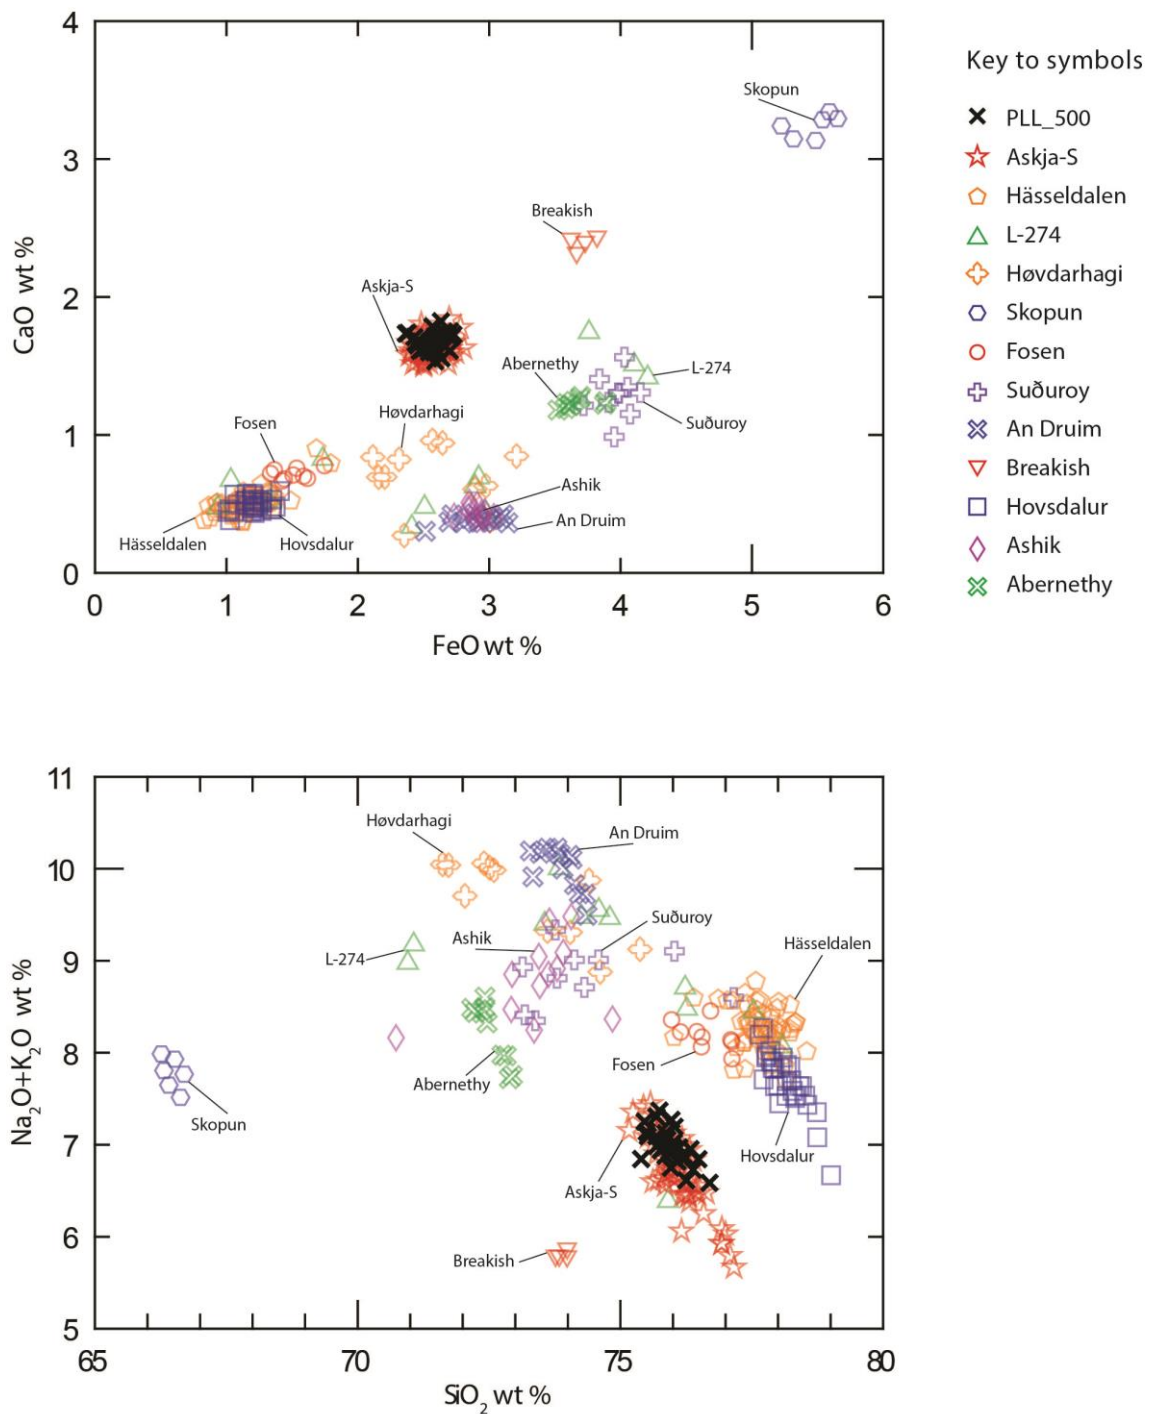 4
3
2
1
0
CaO wt %
Skopun
Breakish
Askja-S
Abernethy
L-274
Høvdarhagi
Suðuroy
Fosen
Ashik
An Druim
Hässeldalen
Hovsdalur
0 1 2 3 4 5 6
FeO wt %
Key to symbols
PLL_500
Askja-S
Hässeldalen
L-274
Høvdarhagi
Skopun
Fosen
Suðuroy
An Druim
Breakish
Hovsdalur
Ashik
Abernethy
11
10
9
8
7
6
5
Na₂O+K₂O wt %
Høvdarhagi
An Druim
Suðuroy
Ashik
Hässeldalen
L-274
Fosen
Abernethy
Skopun
Hovsdalur
Askja-S
Breakish
65 70 75 80
SiO₂ wt %